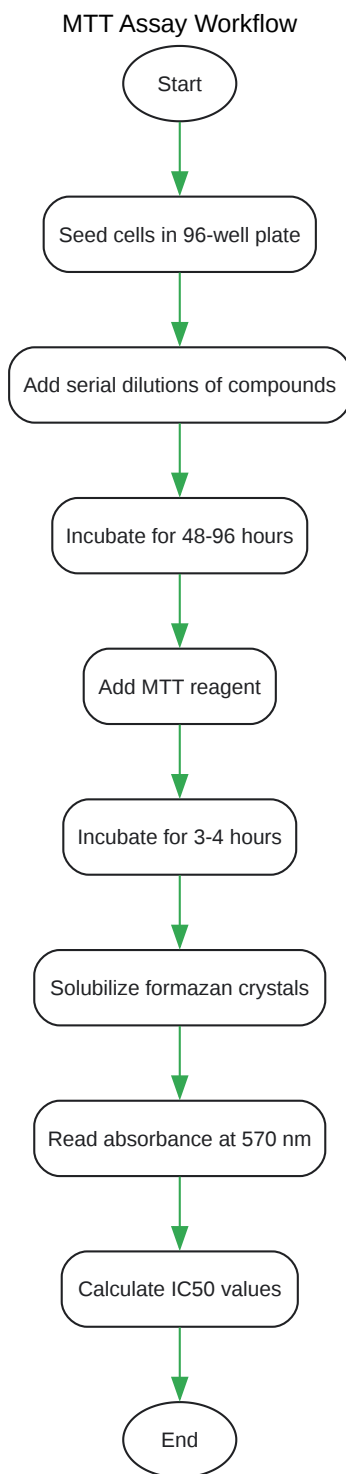 MTT Assay Workflow
Start
Seed cells in 96-well plate
Add serial dilutions of compounds
Incubate for 48-96 hours
Add MTT reagent
Incubate for 3-4 hours
Solubilize formazan crystals
Read absorbance at 570 nm
Calculate IC50 values
End